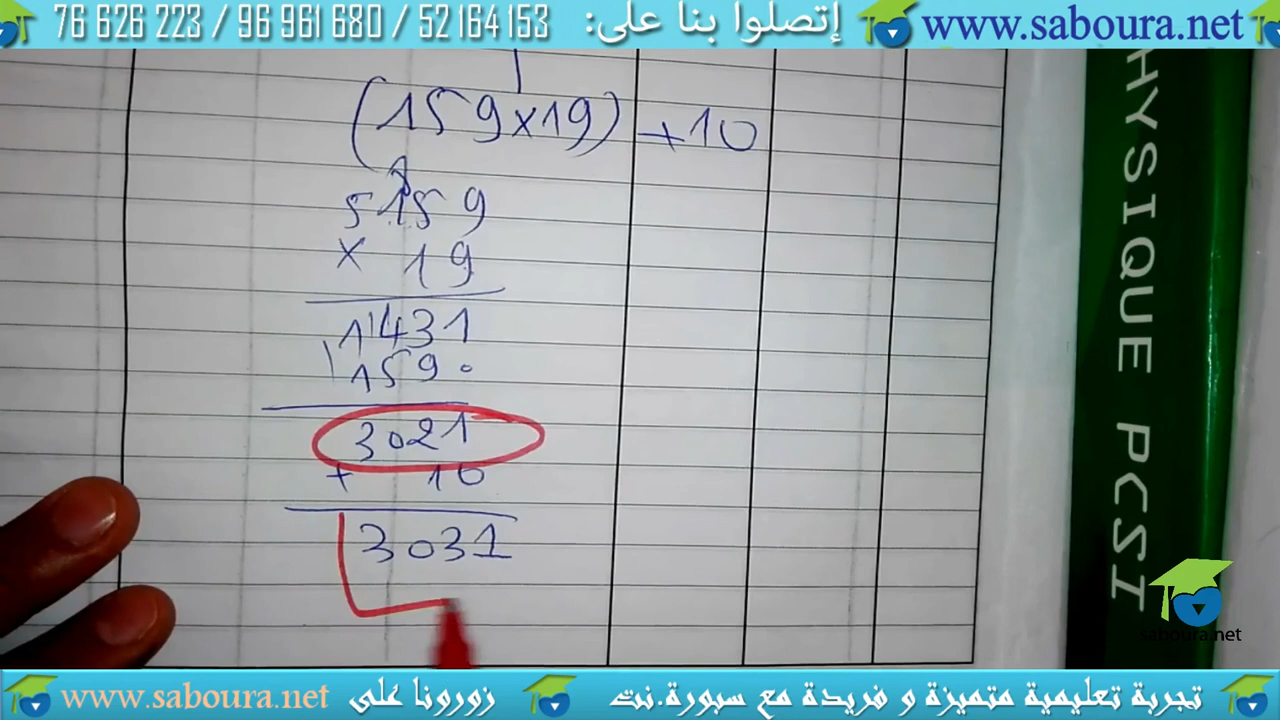 76 626 223 / 96 961 680 / 52 164 153 إتصلوا بنا على: www.saboura.net
(159×19) +10
5159
× 19
1431
159.
3021
+ 10
3031
PHYSIQUE PCSI
saboura.net
تجربة تعليمية متميزة و فريدة مع سبورة.نت
زورونا على www.saboura.net